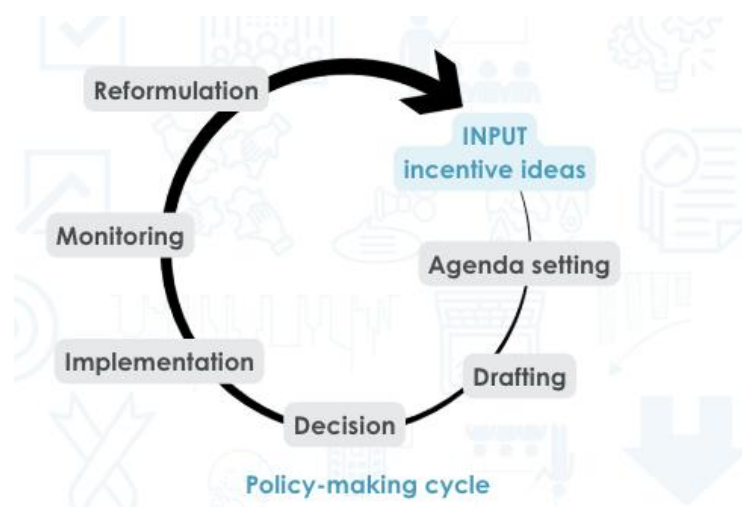 Reformulation
INPUT
incentive ideas
Monitoring
Agenda setting
Implementation
Drafting
Decision
Policy-making cycle